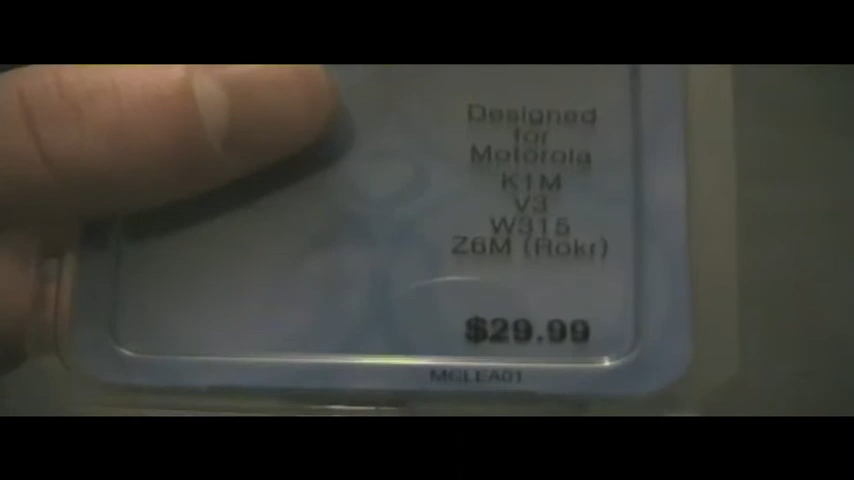 Designed
for
Motorola
K1M
V3
W315
Z6M (Rokr)
$29.99
MCLEA01